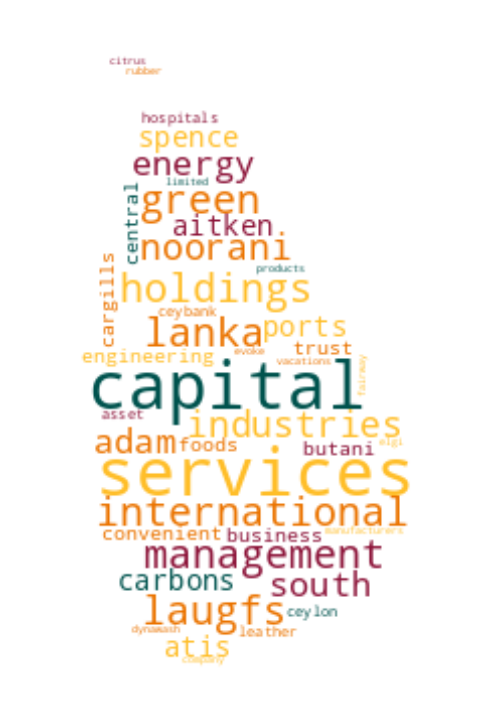 citrus
rubber
hospitals
spence
energy
limited
central
green
aitken
noorani
products
cargills
holdings
ceybank
lanka
ports
evoke
trust
engineering
vacations
fairway
capital
asset
industries
adam
foods
butani
elgi
services
international
convenient
business
manufacturers
management
carbons
south
laugfs
ceylon
dynawash
leather
atis
company